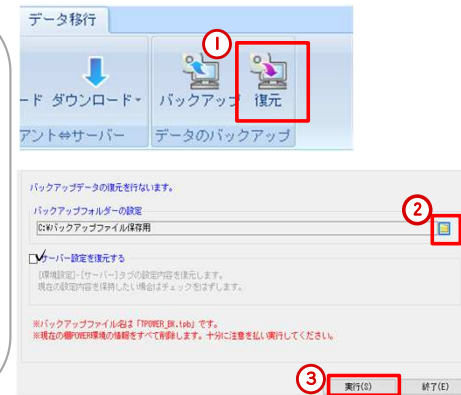 データ移行
①
ード ダウンロード・ バックアップ 復元
アント⇔サーバー データのバックアップ
バックアップデータの復元を行ないます。
バックアップフォルダーの設定
②
C:¥バックアップファイル保存用
サーバー設定を復元する
[環境設定]-[サーバー]タブの設定内容を復元します。
現在の設定内容を保持したい場合はチェックをはずします。
※バックアップファイル名は「TPOWER_BK.tpb」です。
※現在の棚POWER環境の情報をすべて削除します。十分に注意を払い実行してください。
③
実行(S) 終了(E)